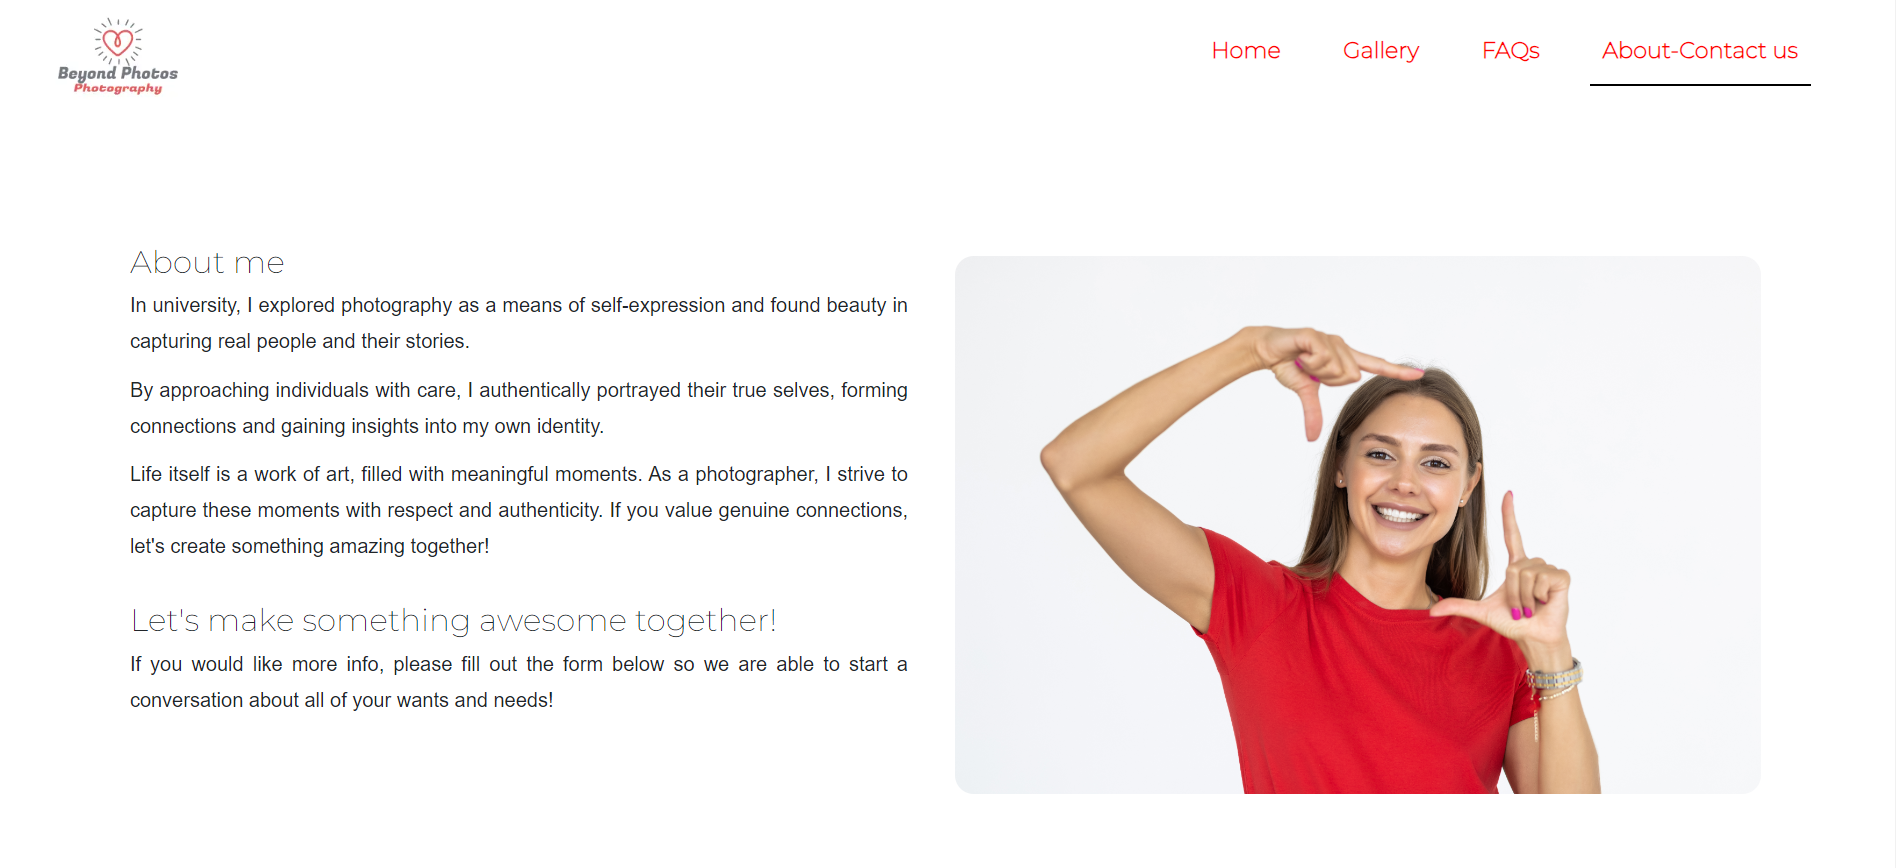 Beyond Photos
Photography
Home
Gallery
FAQs
About-Contact us
About me
In university, I explored photography as a means of self-expression and found beauty in
capturing real people and their stories.
By approaching individuals with care, I authentically portrayed their true selves, forming
connections and gaining insights into my own identity.
Life itself is a work of art, filled with meaningful moments. As a photographer, I strive to
capture these moments with respect and authenticity. If you value genuine connections,
let's create something amazing together!
Let's make something awesome together!
If you would like more info, please fill out the form below so we are able to start a
conversation about all of your wants and needs!